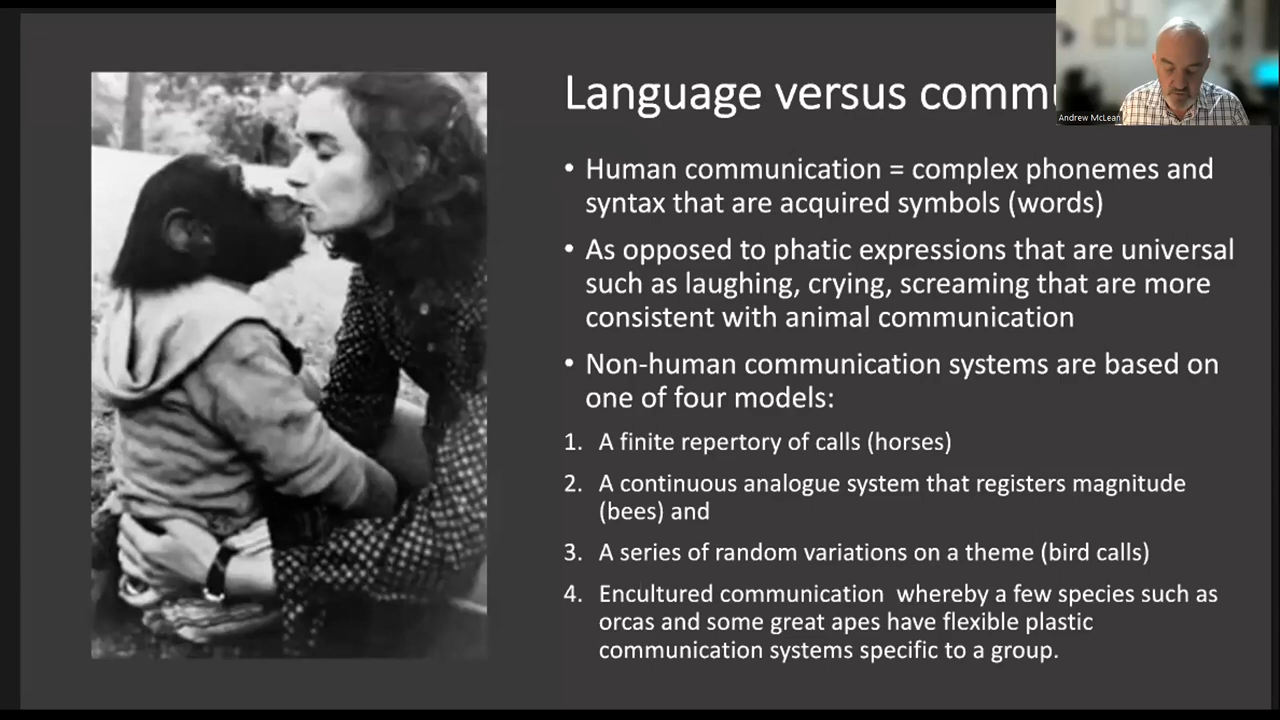 Language versus commu
Andrew McLean
• Human communication = complex phonemes and
syntax that are acquired symbols (words)
• As opposed to phatic expressions that are universal
such as laughing, crying, screaming that are more
consistent with animal communication
• Non-human communication systems are based on
one of four models:
1. A finite repertory of calls (horses)
2. A continuous analogue system that registers magnitude
(bees) and
3. A series of random variations on a theme (bird calls)
4. Encultured communication  whereby a few species such as
orcas and some great apes have flexible plastic
communication systems specific to a group.